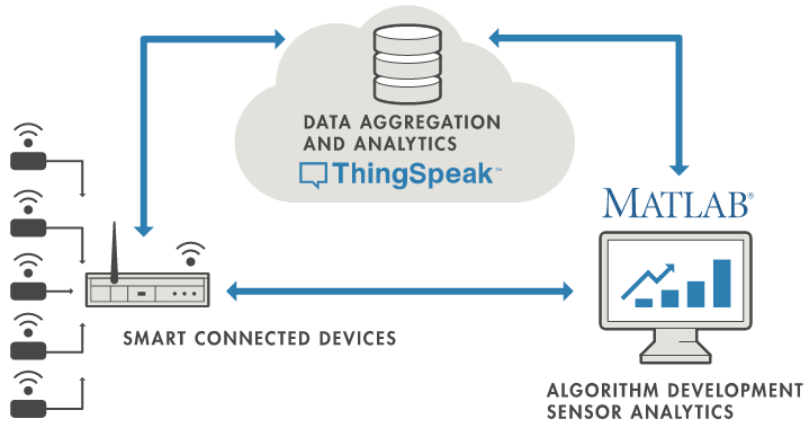 DATA AGGREGATION
AND ANALYTICS
ThingSpeak™
MATLAB®
SMART CONNECTED DEVICES
ALGORITHM DEVELOPMENT
SENSOR ANALYTICS